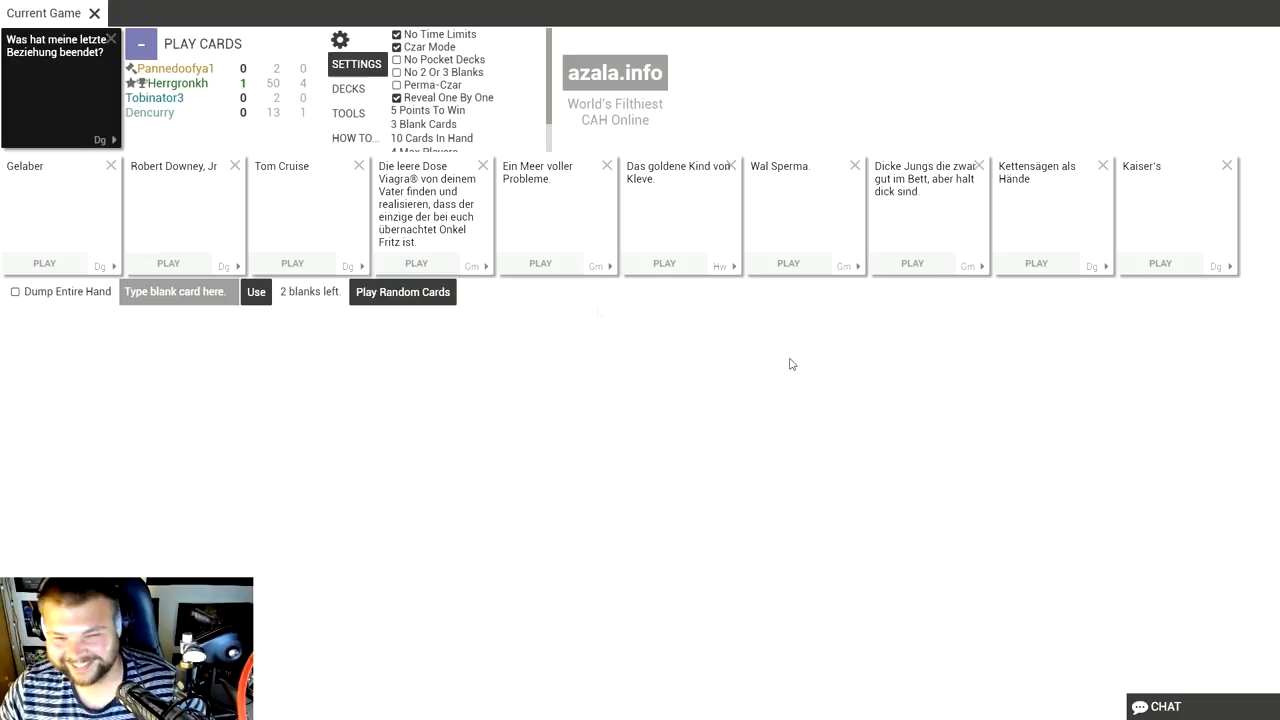 Current Game
Was hat meine letzte
Beziehung beendet?
Dg
-
PLAY CARDS
Pannedoofya1 0 2 0
Herrgronkh 1 50 4
Tobinator3 0 2 0
Dencurry 0 13 1
SETTINGS
DECKS
TOOLS
HOW TO...
No Time Limits
Czar Mode
No Pocket Decks
No 2 Or 3 Blanks
Perma-Czar
Reveal One By One
5 Points To Win
3 Blank Cards
10 Cards In Hand
4 Max Players
azala.info
World's Filthiest
CAH Online
Gelaber
PLAY Dg
Robert Downey, Jr
PLAY Dg
Tom Cruise
PLAY Dg
Die leere Dose
Viagra® von deinem
Vater finden und
realisieren, dass der
einzige der bei euch
übernachtet Onkel
Fritz ist.
PLAY Gm
Ein Meer voller
Probleme.
PLAY Gm
Das goldene Kind von
Kleve.
PLAY Hw
Wal Sperma.
PLAY Gm
Dicke Jungs die zwar
gut im Bett, aber halt
dick sind.
PLAY Gm
Kettensägen als
Hände
PLAY Dg
Kaiser's
PLAY Dg
Dump Entire Hand
Type blank card here.
Use
2 blanks left.
Play Random Cards
CHAT